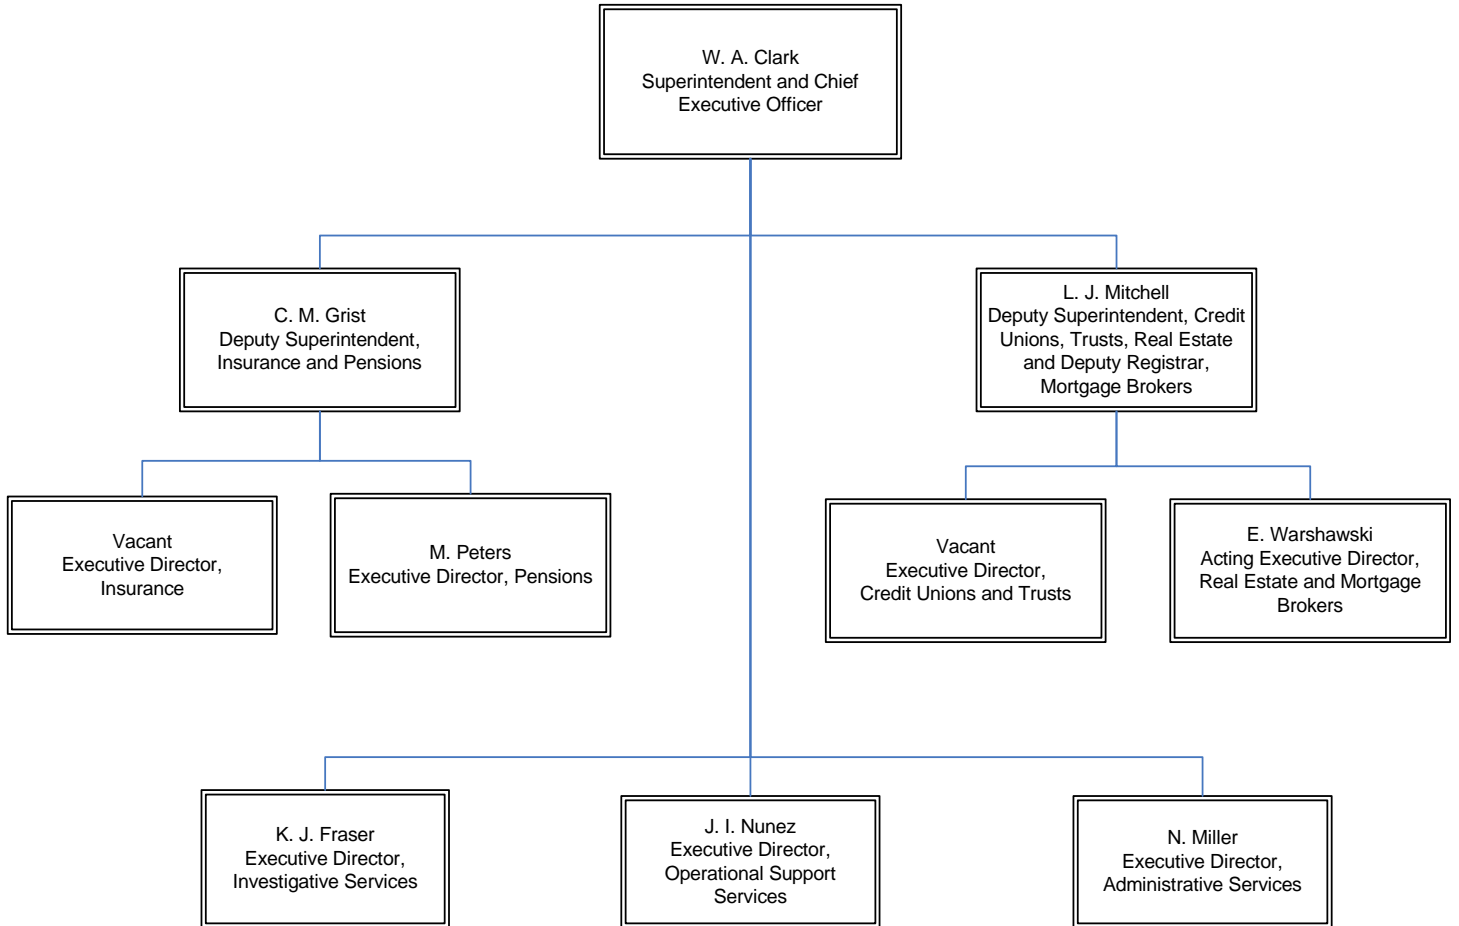 W. A. Clark
Superintendent and Chief
Executive Officer
C. M. Grist
Deputy Superintendent,
Insurance and Pensions
L. J. Mitchell
Deputy Superintendent, Credit
Unions, Trusts, Real Estate
and Deputy Registrar,
Mortgage Brokers
Vacant
Executive Director,
Insurance
M. Peters
Executive Director, Pensions
Vacant
Executive Director,
Credit Unions and Trusts
E. Warshawski
Acting Executive Director,
Real Estate and Mortgage
Brokers
K. J. Fraser
Executive Director,
Investigative Services
J. I. Nunez
Executive Director,
Operational Support
Services
N. Miller
Executive Director,
Administrative Services